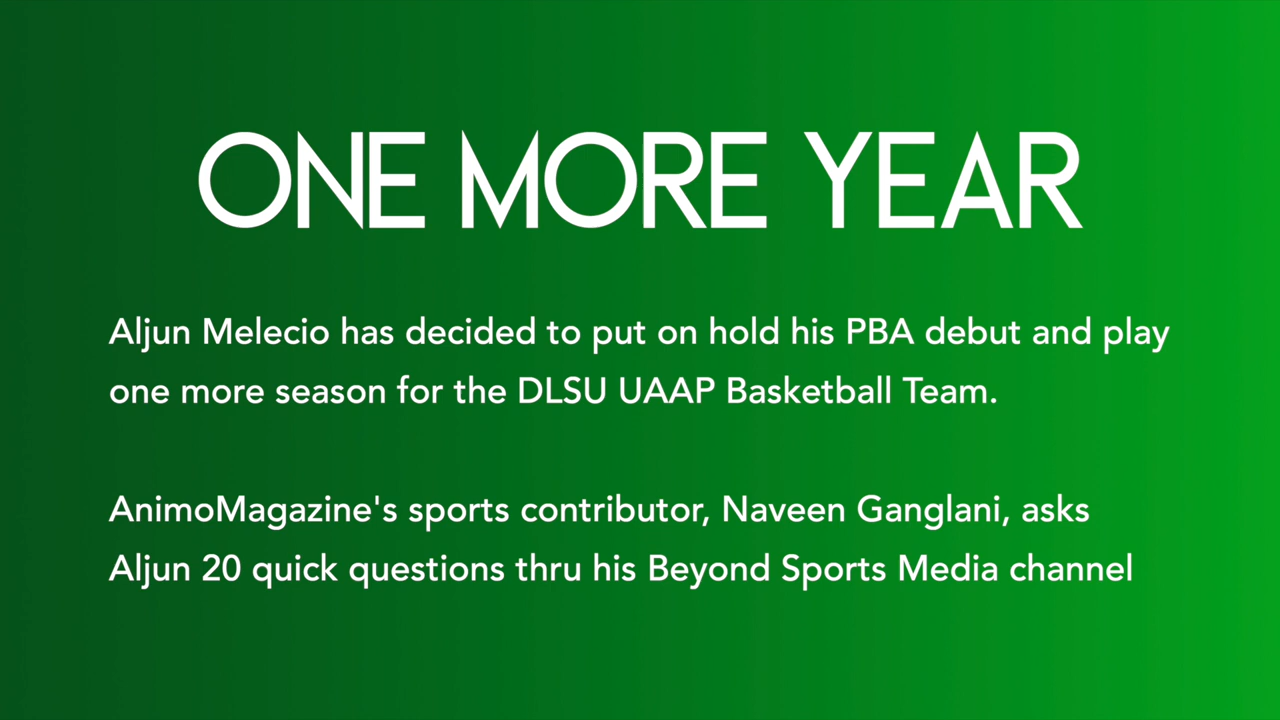 ONE MORE YEAR
Aljun Melecio has decided to put on hold his PBA debut and play
one more season for the DLSU UAAP Basketball Team.
AnimoMagazine's sports contributor, Naveen Ganglani, asks
Aljun 20 quick questions thru his Beyond Sports Media channel